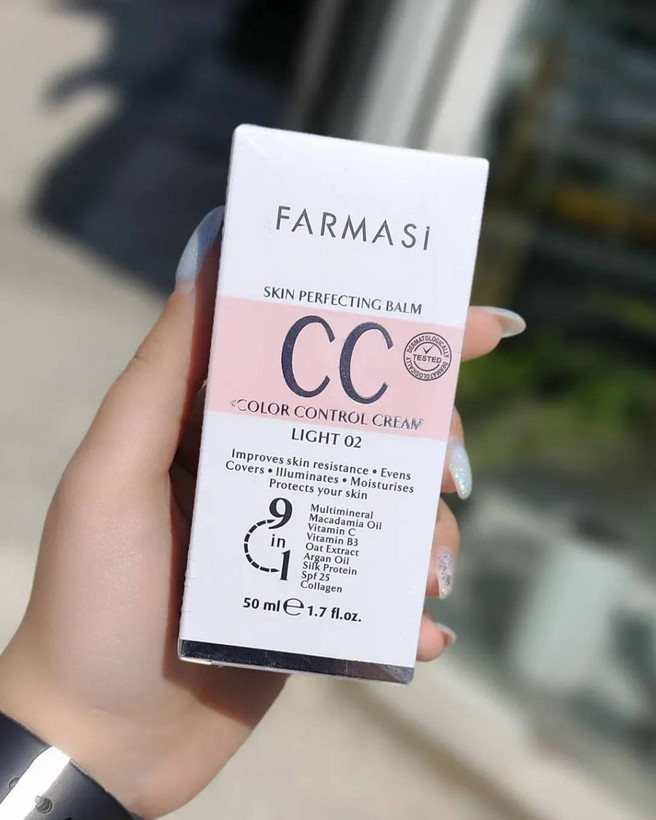 FARMASi
SKIN PERFECTING BALM
CC
DERMATOLOGICALLY
TESTED
DERMATOLOGICALLY
COLOR CONTROL CREAM
LIGHT 02
Improves skin resistance • Evens
Covers • Illuminates • Moisturises
Protects your skin
9
in
1
Multimineral
Macadamia Oil
Vitamin C
Vitamin B3
Oat Extract
Argan Oil
Silk Protein
Spf 25
Collagen
50 ml e 1.7 fl.oz.